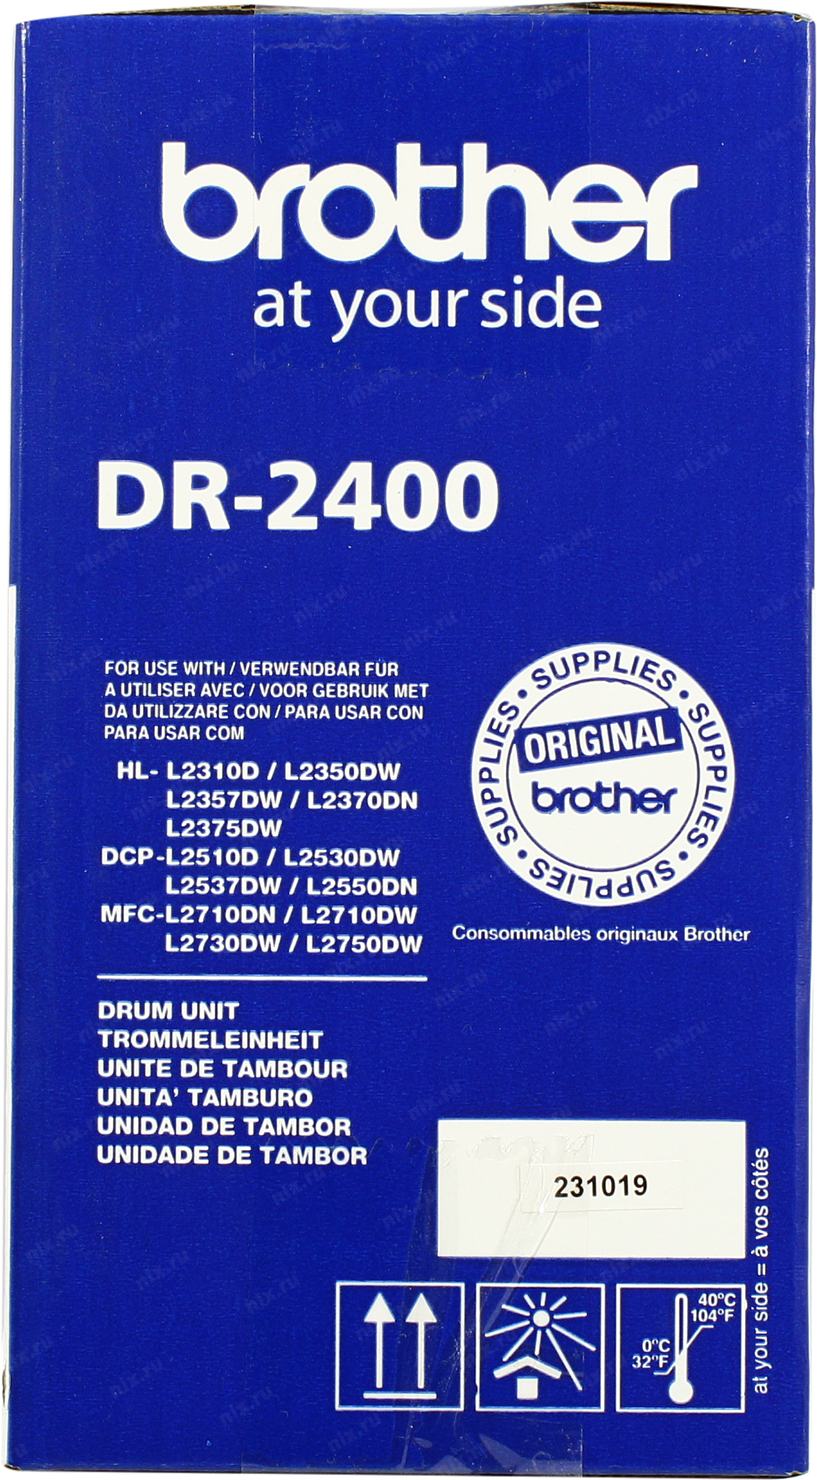 brother
at your side
DR-2400
FOR USE WITH / VERWENDBAR FÜR
A UTILISER AVEC / VOOR GEBRUIK MET
DA UTILIZZARE CON / PARA USAR CON
PARA USAR COM
HL- L2310D / L2350DW
L2357DW / L2370DN
L2375DW
DCP-L2510D / L2530DW
L2537DW / L2550DN
MFC-L2710DN / L2710DW
L2730DW / L2750DW
SUPPLIES • SUPPLIES • SUPPLIES • SUPPLIES • SUPPLIES •
ORIGINAL
brother
Consommables originaux Brother
DRUM UNIT
TROMMELEINHEIT
UNITE DE TAMBOUR
UNITA' TAMBURO
UNIDAD DE TAMBOR
UNIDADE DE TAMBOR
231019
40°C
104°F
0°C
32°F
at your side = à vos côtés
nix.ru